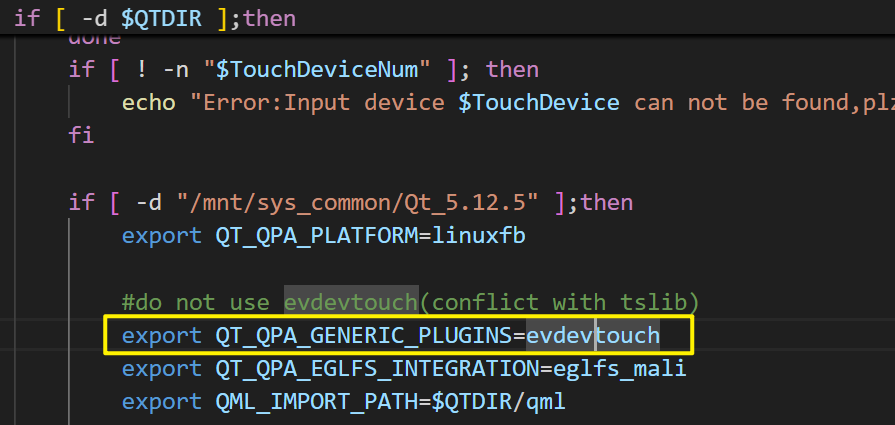 if [ -d $QTDIR ];then
done
if [ ! -n "$TouchDeviceNum" ]; then
echo "Error:Input device $TouchDevice can not be found,plz
fi
if [ -d "/mnt/sys_common/Qt_5.12.5" ];then
export QT_QPA_PLATFORM=linuxfb
#do not use evdevtouch(conflict with tslib)
export QT_QPA_GENERIC_PLUGINS=evdevtouch
export QT_QPA_EGLFS_INTEGRATION=eglfs_mali
export QML_IMPORT_PATH=$QTDIR/qml